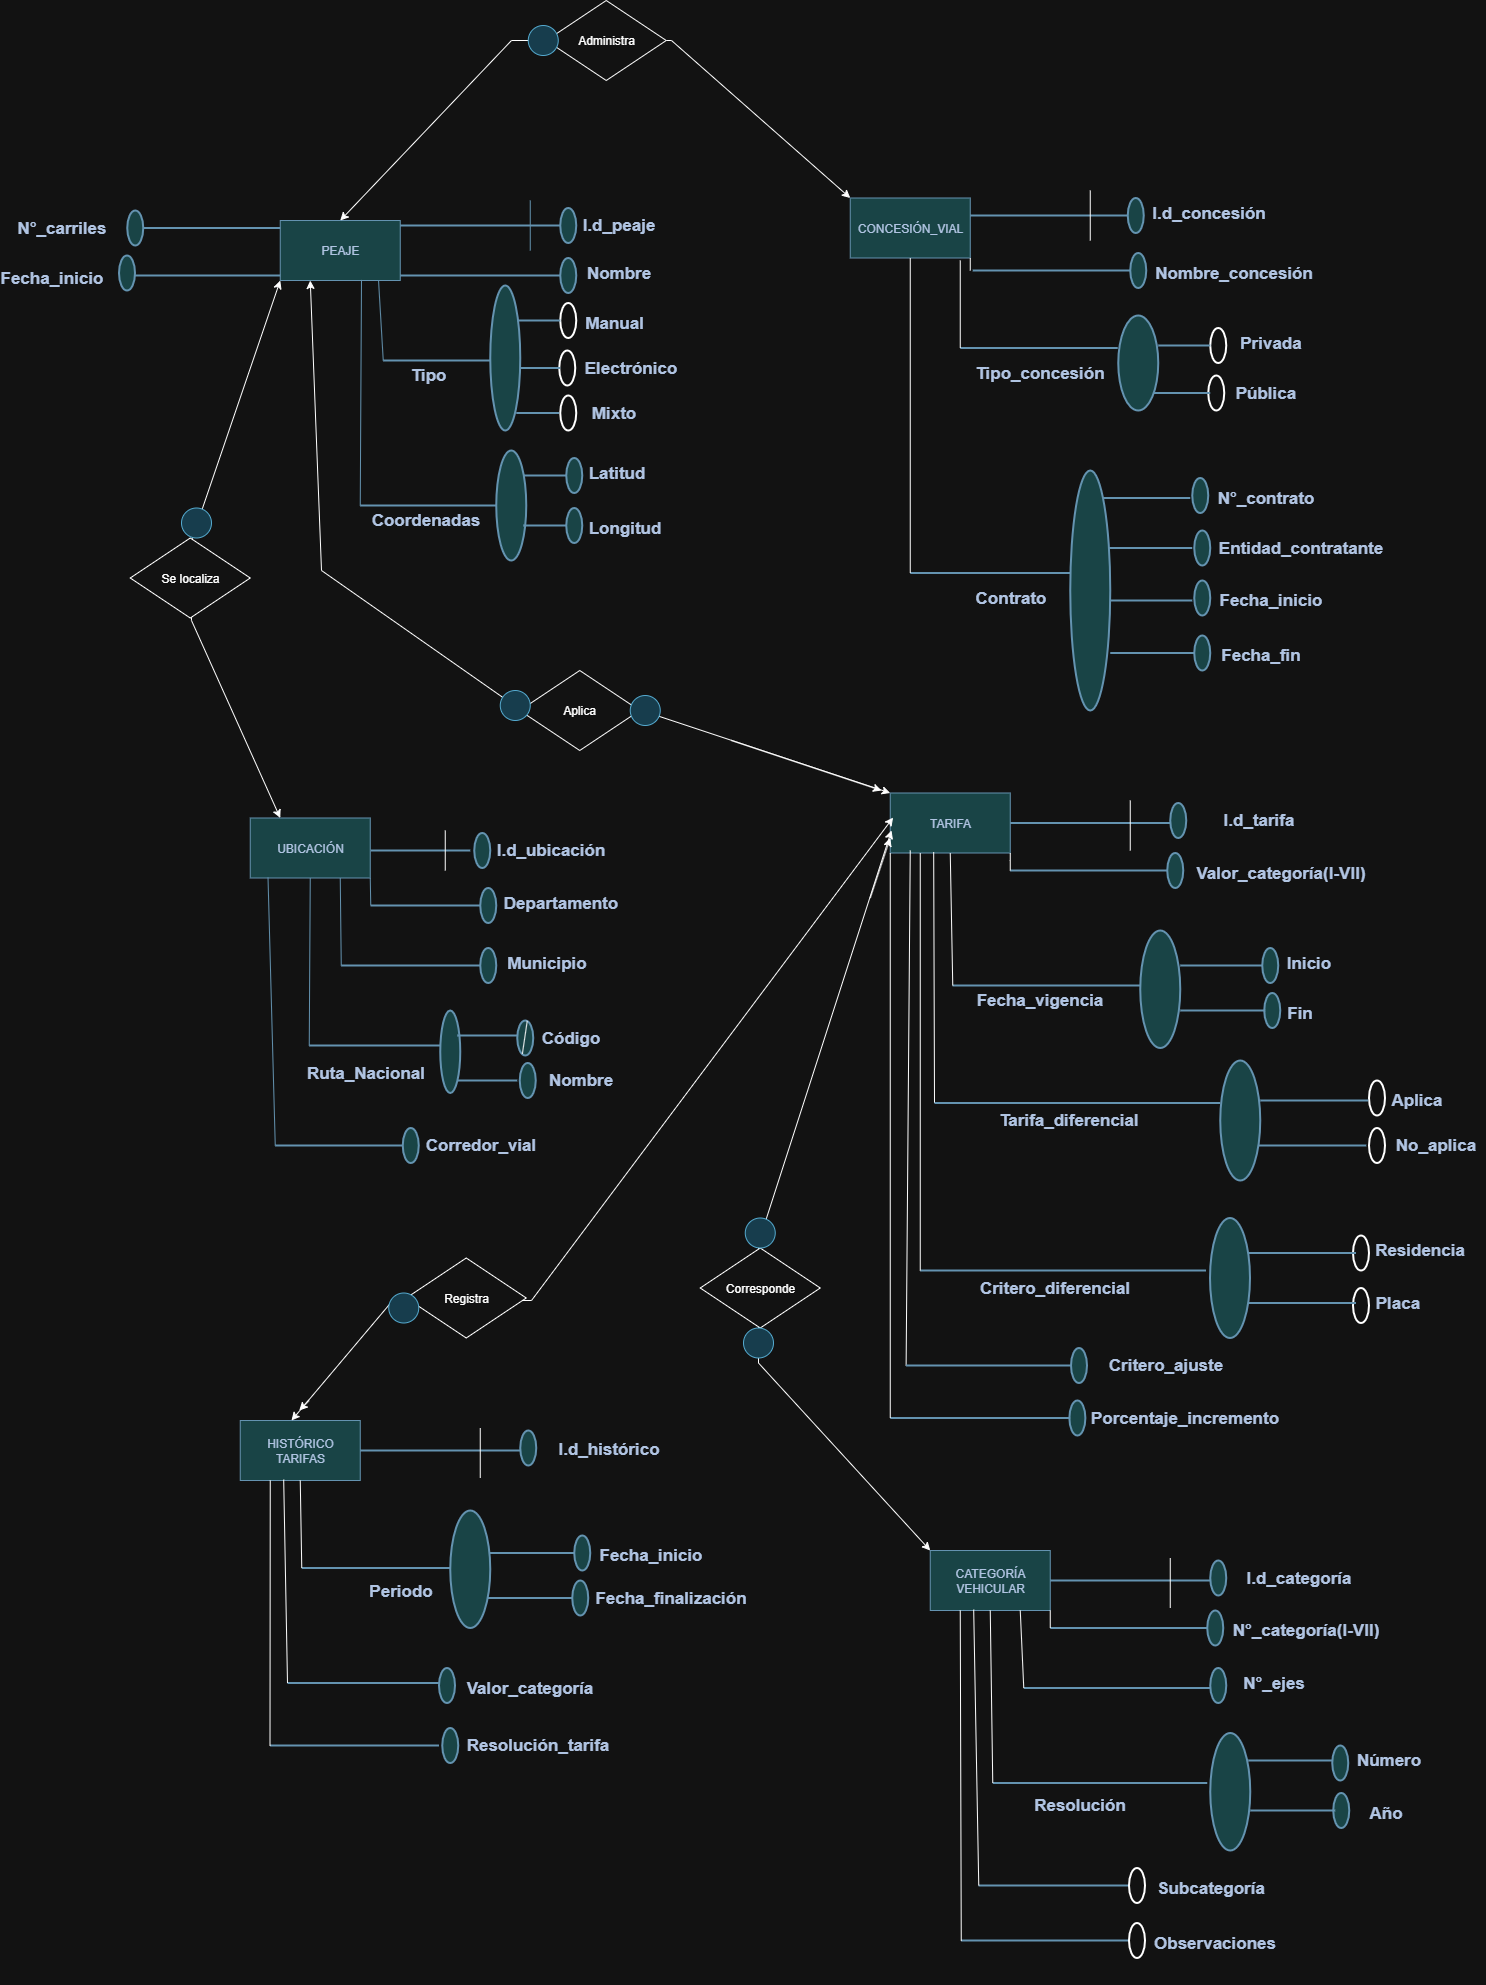 Administra
N°_carriles
Fecha_inicio
PEAJE
I.d_peaje
Nombre
Manual
Tipo
Electrónico
Mixto
Latitud
Coordenadas
Longitud
CONCESIÓN_VIAL
I.d_concesión
Nombre_concesión
Privada
Tipo_concesión
Pública
N°_contrato
Entidad_contratante
Contrato
Fecha_inicio
Fecha_fin
Se localiza
Aplica
UBICACIÓN
I.d_ubicación
Departamento
Municipio
Código
Ruta_Nacional
Nombre
Corredor_vial
TARIFA
I.d_tarifa
Valor_categoría(I-VII)
Inicio
Fecha_vigencia
Fin
Aplica
Tarifa_diferencial
No_aplica
Residencia
Critero_diferencial
Placa
Critero_ajuste
Porcentaje_incremento
Registra
Corresponde
HISTÓRICO
TARIFAS
I.d_histórico
Fecha_inicio
Periodo
Fecha_finalización
Valor_categoría
Resolución_tarifa
CATEGORÍA
VEHICULAR
I.d_categoría
N°_categoría(I-VII)
N°_ejes
Número
Resolución
Año
Subcategoría
Observaciones